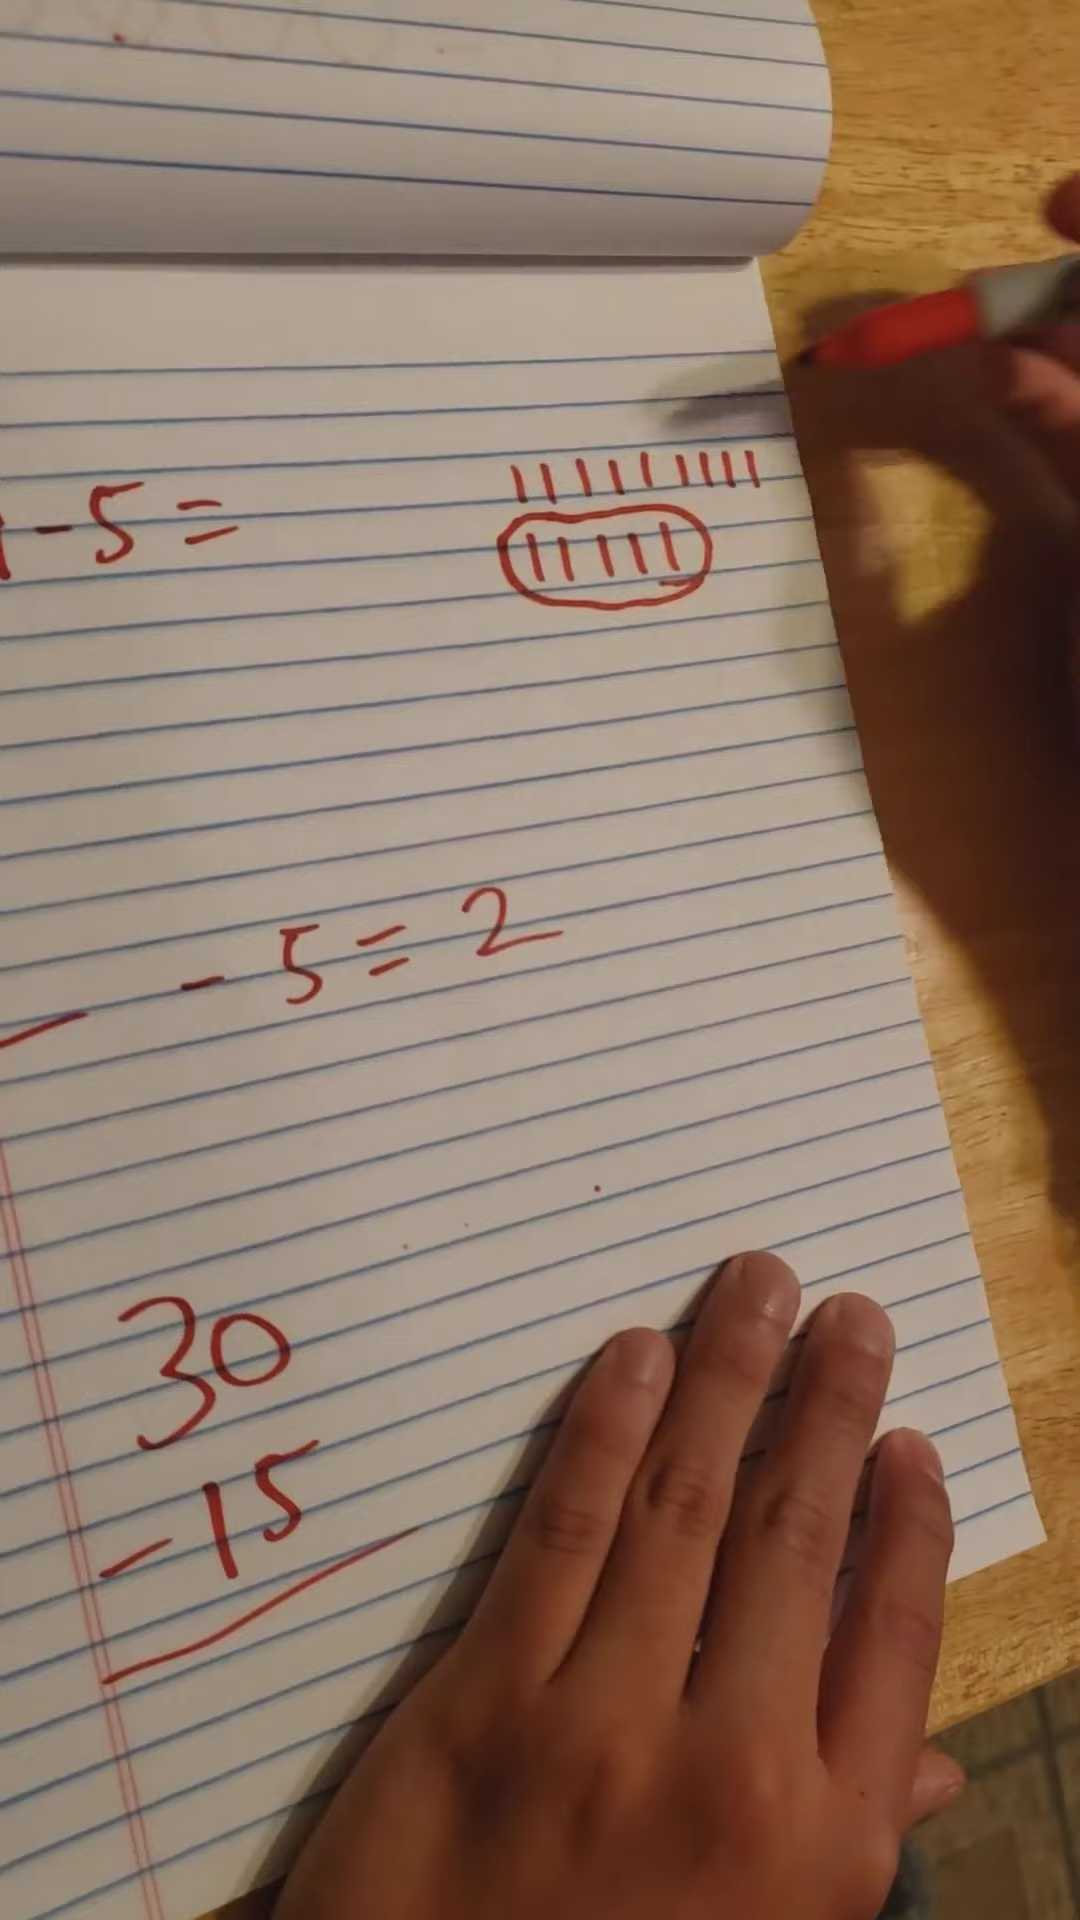 - 5 =
- 5 = 2
30
- 15